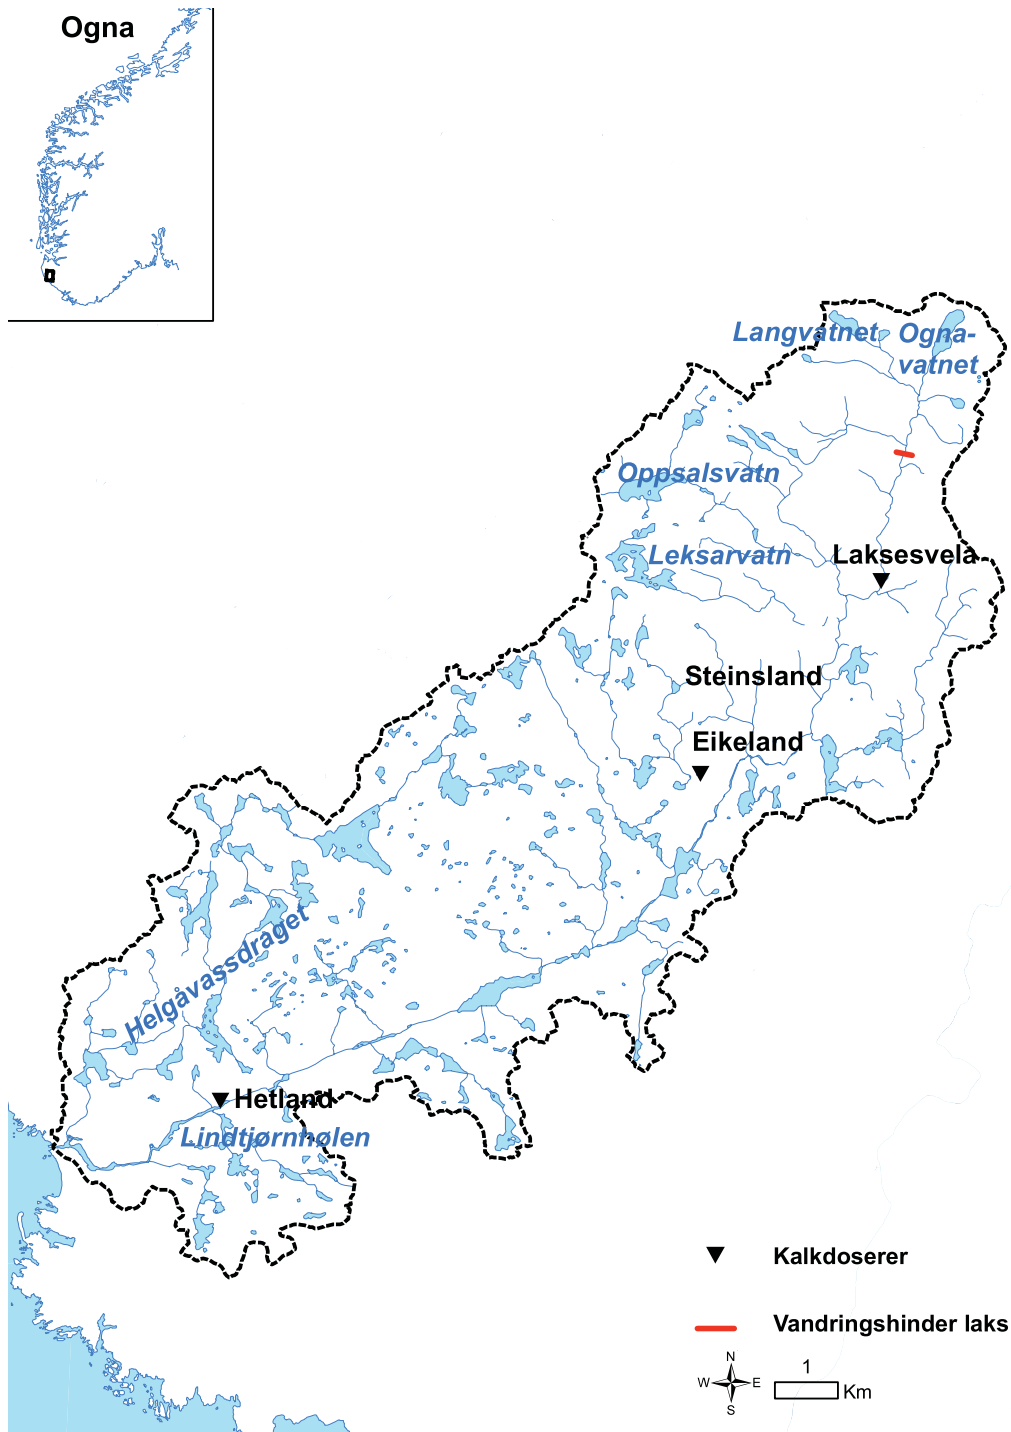 Ogna
Langvatnet
Ogna-
vatnet
Oppsalsvatn
Leksarvatn
Laksesvela
Steinsland
Eikeland
Helgåvassdraget
Hetland
Lindtjørnhølen
Kalkdoserer
Vandringshinder laks
N
W E
S
1
Km